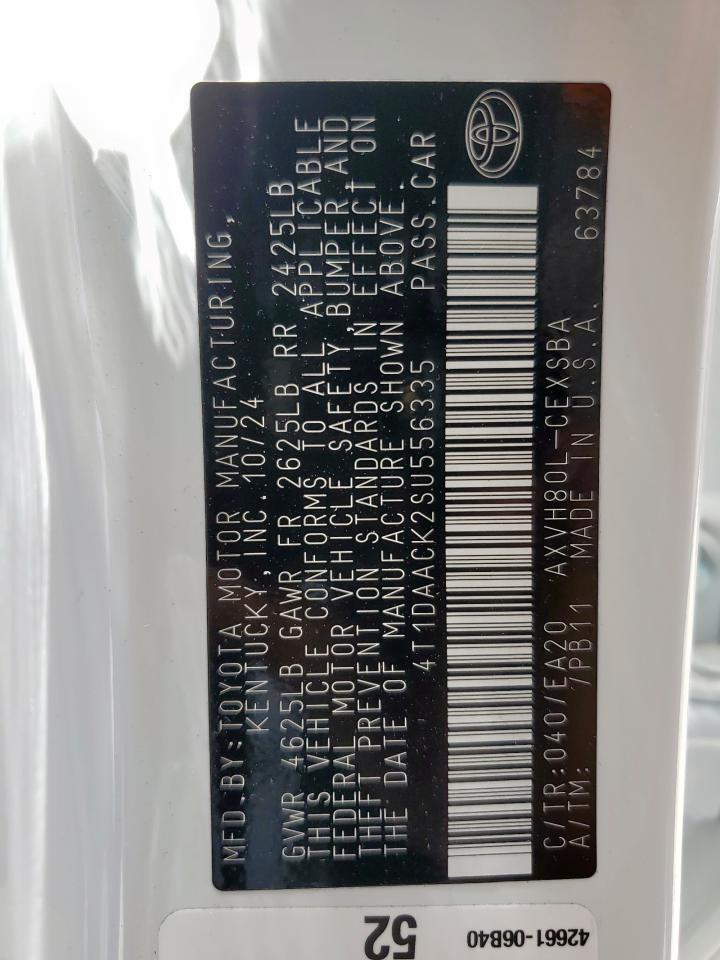 MFD.BY:TOYOTA MOTOR MANUFACTURING,
KENTUCKY, INC.10/24
GVWR 4625LB GAWR FR 2625LB RR 2425LB
THIS VEHICLE CONFORMS TO ALL APPLICABLE
FEDERAL MOTOR VEHICLE SAFETY,BUMPER,AND
THEFT PREVENTION STANDARDS IN EFFECT ON
THE DATE OF MANUFACTURE SHOWN ABOVE.
4T1DAACK2SU556335 PASS.CAR
C/TR:040/EA20 AXVH80L-CEXSBA
A/TM: /PB11 MADE IN U.S.A. 63784
52
42661-06B40